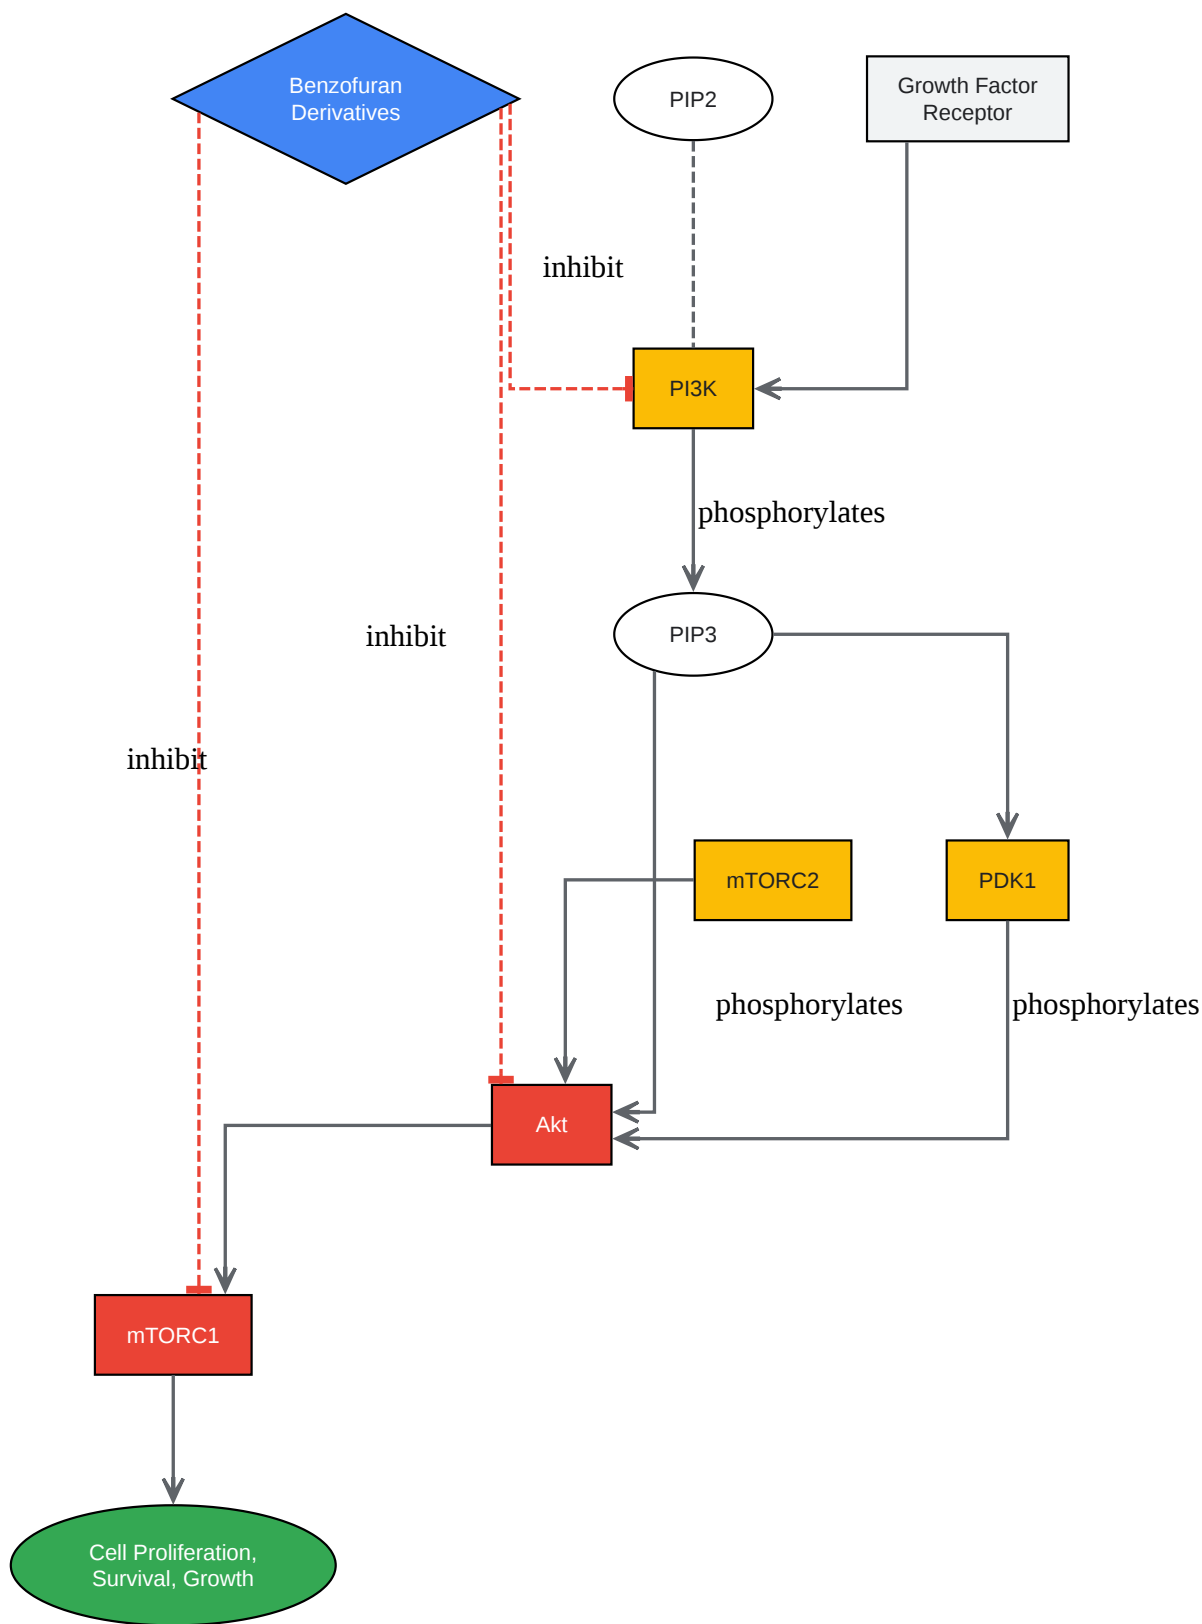 Benzofuran
Derivatives
PIP2
Growth Factor
Receptor
inhibit
PI3K
phosphorylates
inhibit
PIP3
inhibit
mTORC2
PDK1
phosphorylates
phosphorylates
Akt
mTORC1
Cell Proliferation,
Survival, Growth